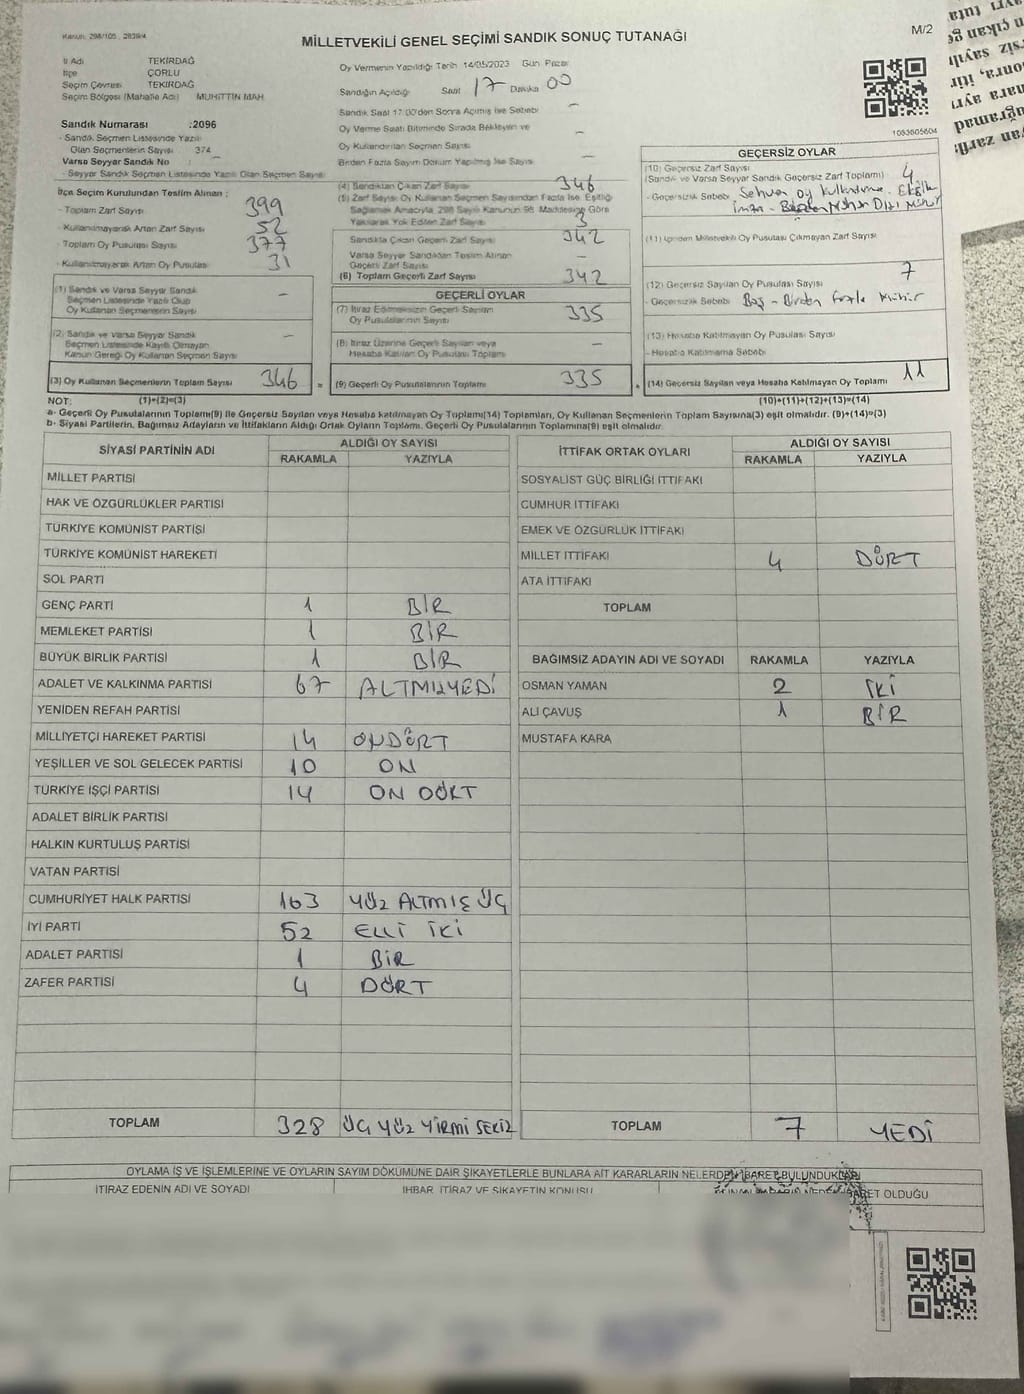 Kanun: 298/105
M/2
MİLLETVEKİLİ GENEL SEÇİMİ SANDIK SONUÇ TUTANAĞI
İl Adı TEKİRDAĞ
İlçe ÇORLU
Seçim Çevresi TEKİRDAĞ
Seçim Bölgesi (Mahalle Adı) MUHİTTİN MAH
Sandık Numarası :2096
- Sandık Seçmen Listesinde Yazılı
Olan Seçmenlerin Sayısı 374
Varsa Seyyar Sandık No
- Seyyar Sandık Seçmen Listesinde Yazılı Olan Seçmen Sayısı
İlçe Seçim Kurulundan Teslim Alınan :
- Toplam Zarf Sayısı 399
- Kullanılmayarak Artan Zarf Sayısı 52
- Toplam Oy Pusulası Sayısı 377
- Kullanılmayarak Artan Oy Pusulası 31
(1) Sandık ve Varsa Seyyar Sandık
Seçmen Listesinde Yazılı Olup
Oy Kullanan Seçmenlerin Sayısı -
(2) Sandık ve Varsa Seyyar Sandık
Seçmen Listesinde Kayıtlı Olmayan
Kanun Gereği Oy Kullanan Seçmen Sayısı -
(3) Oy Kullanan Seçmenlerin Toplam Sayısı 346 =
Oy Vermenin Yapıldığı Tarih 14/05/2023 Gün Pazar
Sandığın Açıldığı Saat 17 Dakika 00
Sandık Saat 17:00'den Sonra Açılmış İse Sebebi -
Oy Verme Saati Bitiminde Sırada Bekleyen ve
Oy Kullandırılan Seçmen Sayısı -
Birden Fazla Sayım Döküm Yapılmış İse Sayısı -
(4) Sandıktan Çıkan Zarf Sayısı 346
(5) Zarf Sayısı Oy Kullanan Seçmen Sayısından Fazla İse Eşitliği
Sağlamak Amacıyla 298 Sayılı Kanunun 98. Maddesine Göre
Yakılarak Yok Edilen Zarf Sayısı
Sandıkta Çıkan Geçerli Zarf Sayısı 342
Varsa Seyyar Sandıktan Teslim Alınan
Geçerli Zarf Sayısı -
(6) Toplam Geçerli Zarf Sayısı 342
GEÇERLİ OYLAR
(7) İtiraz Edilmeksizin Geçerli Sayılan
Oy Pusulalarının Sayısı 335
(8) İtiraz Üzerine Geçerli Sayılan veya
Hesaba Katılan Oy Pusulası Toplamı -
(9) Geçerli Oy Pusulalarının Toplamı 335
1083605604
GEÇERSİZ OYLAR
(10) Geçersiz Zarf Sayısı
(Sandık ve Varsa Seyyar Sandık Geçersiz Zarf Toplamı) 4
- Geçersizlik Sebebi Sehven oy kullandırma. Eksik
imza
(11) İçinden Milletvekili Oy Pusulası Çıkmayan Zarf Sayısı
(12) Geçersiz Sayılan Oy Pusulası Sayısı 7
- Geçersizlik Sebebi Boş - Birden fazla mühür
(13) Hesaba Katılmayan Oy Pusulası Sayısı
- Hesaba Katılmama Sebebi
(14) Geçersiz Sayılan veya Hesaba Katılmayan Oy Toplamı 11
NOT: (1)+(2)=(3) (10)+(11)+(12)+(13)=(14)
a- Geçerli Oy Pusulalarının Toplamı(9) ile Geçersiz Sayılan veya Hesaba katılmayan Oy Toplamı(14) Toplamları, Oy Kullanan Seçmenlerin Toplam Sayısına(3) eşit olmalıdır. (9)+(14)=(3)
b- Siyasi Partilerin, Bağımsız Adayların ve İttifakların Aldığı Ortak Oyların Toplamı, Geçerli Oy Pusulalarının Toplamına(9) eşit olmalıdır.
SİYASİ PARTİNİN ADI ALDIĞI OY SAYISI
RAKAMLA YAZIYLA
MİLLET PARTİSİ
HAK VE ÖZGÜRLÜKLER PARTİSİ
TÜRKİYE KOMÜNİST PARTİSİ
TÜRKİYE KOMÜNİST HAREKETİ
SOL PARTİ
GENÇ PARTİ 1 BİR
MEMLEKET PARTİSİ 1 BİR
BÜYÜK BİRLİK PARTİSİ 1 BİR
ADALET VE KALKINMA PARTİSİ 67 ALTMIŞYEDİ
YENİDEN REFAH PARTİSİ
MİLLİYETÇİ HAREKET PARTİSİ 14 ONDÖRT
YEŞİLLER VE SOL GELECEK PARTİSİ 10 ON
TÜRKİYE İŞÇİ PARTİSİ 14 ON DÖRT
ADALET BİRLİK PARTİSİ
HALKIN KURTULUŞ PARTİSİ
VATAN PARTİSİ
CUMHURİYET HALK PARTİSİ 163 YÜZ ALTMIŞ ÜÇ
İYİ PARTİ 52 ELLİ İKİ
ADALET PARTİSİ 1 BİR
ZAFER PARTİSİ 4 DÖRT
TOPLAM 328 ÜÇ YÜZ YİRMİ SEKİZ
İTTİFAK ORTAK OYLARI ALDIĞI OY SAYISI
RAKAMLA YAZIYLA
SOSYALİST GÜÇ BİRLİĞİ İTTİFAKI
CUMHUR İTTİFAKI
EMEK VE ÖZGÜRLÜK İTTİFAKI
MİLLET İTTİFAKI 4 DÖRT
ATA İTTİFAKI
TOPLAM
BAĞIMSIZ ADAYIN ADI VE SOYADI RAKAMLA YAZIYLA
OSMAN YAMAN 2 İKİ
ALİ ÇAVUŞ 1 BİR
MUSTAFA KARA
TOPLAM 7 YEDİ
OYLAMA İŞ VE İŞLEMLERİNE VE OYLARIN SAYIM DÖKÜMÜNE DAİR ŞİKAYETLERLE BUNLARA AİT KARARLARIN NELERDEN İBARET BULUNDUKLARI
İTİRAZ EDENİN ADI VE SOYADI İHBAR, İTİRAZ VE ŞİKAYETİN KONUSU